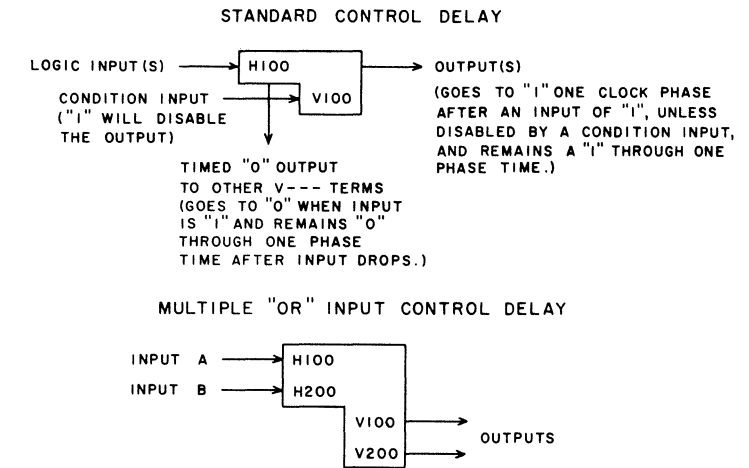 STANDARD CONTROL DELAY
LOGIC INPUT(S)
H100
OUTPUT(S)
CONDITION INPUT
("1" WILL DISABLE
THE OUTPUT)
V100
(GOES TO "1" ONE CLOCK PHASE
AFTER AN INPUT OF "1", UNLESS
DISABLED BY A CONDITION INPUT,
AND REMAINS A "1" THROUGH ONE
PHASE TIME.)
TIMED "0" OUTPUT
TO OTHER V--- TERMS
(GOES TO "0" WHEN INPUT
IS "1" AND REMAINS "0"
THROUGH ONE PHASE
TIME AFTER INPUT DROPS.)
MULTIPLE "OR" INPUT CONTROL DELAY
INPUT A
H100
INPUT B
H200
V100
V200
OUTPUTS